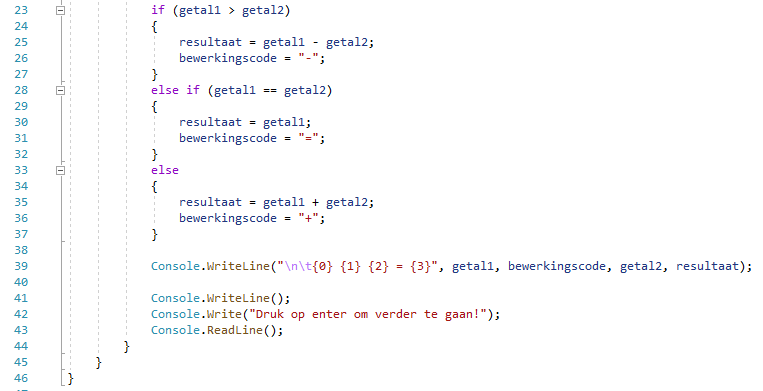 23 if (getal1 > getal2)
24 {
25 resultaat = getal1 - getal2;
26 bewerkingscode = "-";
27 }
28 else if (getal1 == getal2)
29 {
30 resultaat = getal1;
31 bewerkingscode = "=";
32 }
33 else
34 {
35 resultaat = getal1 + getal2;
36 bewerkingscode = "+";
37 }
38
39 Console.WriteLine("\n\t{0} {1} {2} = {3}", getal1, bewerkingscode, getal2, resultaat);
40
41 Console.WriteLine();
42 Console.Write("Druk op enter om verder te gaan!");
43 Console.ReadLine();
44 }
45 }
46 }